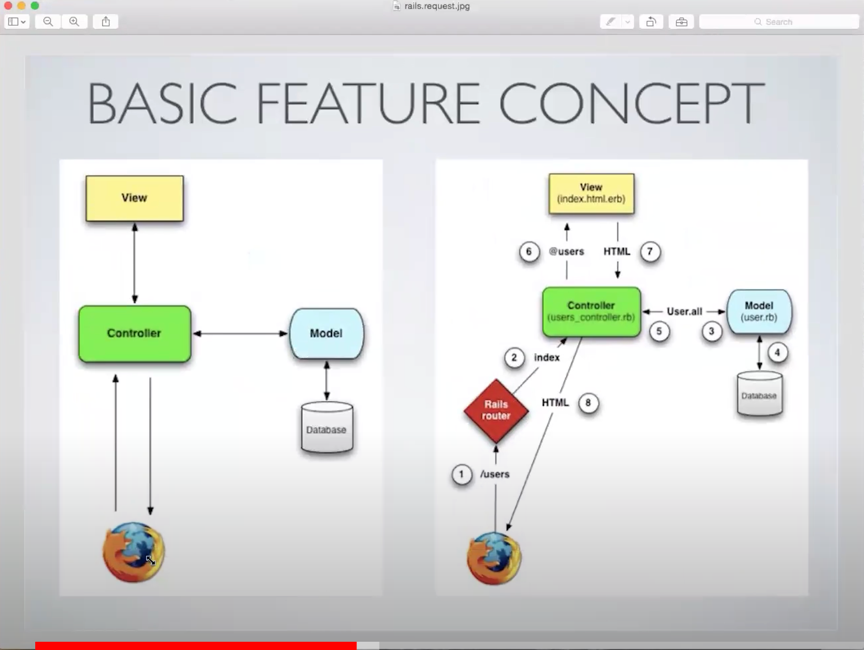 rails.request.jpg
Search
BASIC FEATURE CONCEPT
View
Controller
Model
Database
View
(index.html.erb)
6
@users
HTML
7
Controller
(users_controller.rb)
User.all
5
3
Model
(user.rb)
4
Database
2
index
Rails
router
HTML
8
1
/users